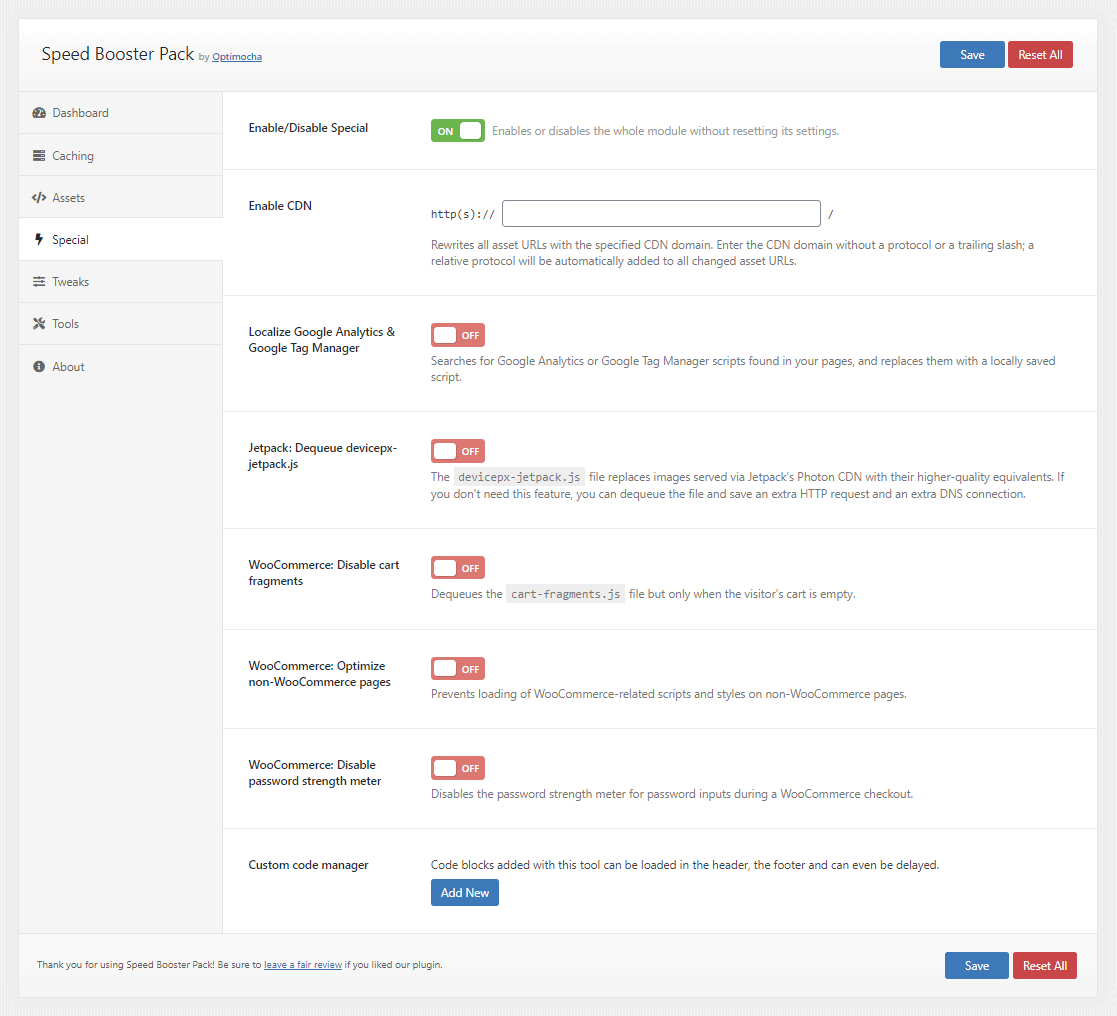 Speed Booster Pack by Optimocha
Save
Reset All
Dashboard
Caching
Assets
Special
Tweaks
Tools
About
Enable/Disable Special
ON
Enables or disables the whole module without resetting its settings.
Enable CDN
http(s)://
/
Rewrites all asset URLs with the specified CDN domain. Enter the CDN domain without a protocol or a trailing slash; a
relative protocol will be automatically added to all changed asset URLs.
Localize Google Analytics &
Google Tag Manager
OFF
Searches for Google Analytics or Google Tag Manager scripts found in your pages, and replaces them with a locally saved
script.
Jetpack: Dequeue devicepx-
jetpack.js
OFF
The devicepx-jetpack.js file replaces images served via Jetpack's Photon CDN with their higher-quality equivalents. If
you don't need this feature, you can dequeue the file and save an extra HTTP request and an extra DNS connection.
WooCommerce: Disable cart
fragments
OFF
Dequeues the cart-fragments.js file but only when the visitor's cart is empty.
WooCommerce: Optimize
non-WooCommerce pages
OFF
Prevents loading of WooCommerce-related scripts and styles on non-WooCommerce pages.
WooCommerce: Disable
password strength meter
OFF
Disables the password strength meter for password inputs during a WooCommerce checkout.
Custom code manager
Code blocks added with this tool can be loaded in the header, the footer and can even be delayed.
Add New
Thank you for using Speed Booster Pack! Be sure to leave a fair review if you liked our plugin.
Save
Reset All